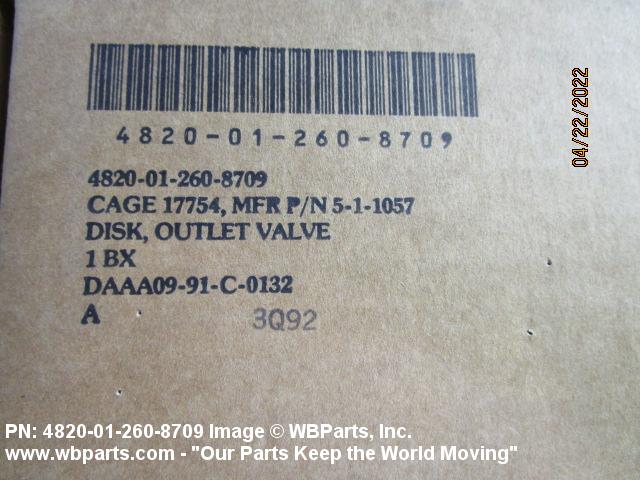 4820-01-260-8709
4820-01-260-8709
CAGE 17754, MFR P/N 5-1-1057
DISK, OUTLET VALVE
1 BX
DAAA09-91-C-0132
A 3Q92
04/22/2022
PN: 4820-01-260-8709 Image © WBParts, Inc.
www.wbparts.com - "Our Parts Keep the World Moving"